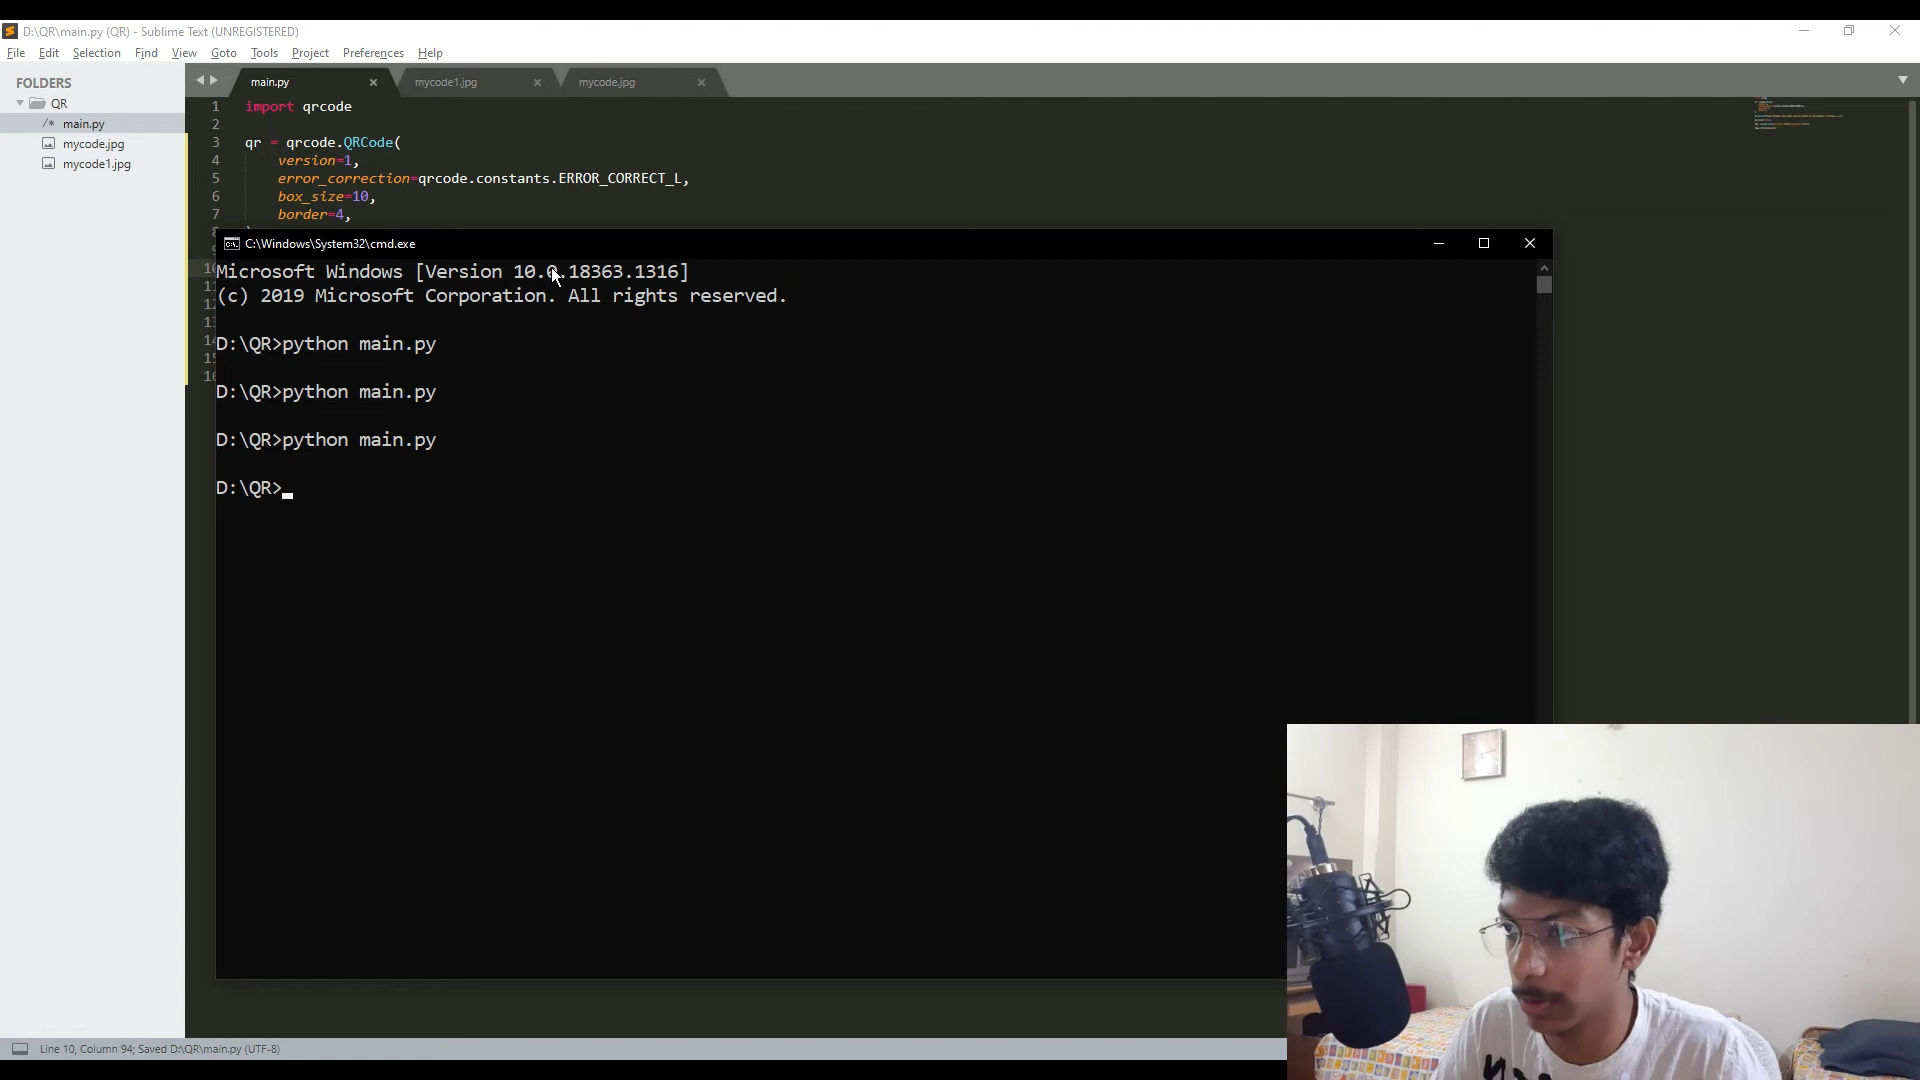 D:\QR\main.py (QR) - Sublime Text (UNREGISTERED)
File Edit Selection Find View Goto Tools Project Preferences Help
FOLDERS
QR
/* main.py
mycode.jpg
mycode1.jpg
main.py mycode1.jpg mycode.jpg
1 import qrcode
2
3 qr = qrcode.QRCode(
4 version=1,
5 error_correction=qrcode.constants.ERROR_CORRECT_L,
6 box_size=10,
7 border=4,
C:\Windows\System32\cmd.exe
Microsoft Windows [Version 10.0.18363.1316]
(c) 2019 Microsoft Corporation. All rights reserved.
D:\QR>python main.py
D:\QR>python main.py
D:\QR>python main.py
D:\QR>
Line 10, Column 94; Saved D:\QR\main.py (UTF-8)